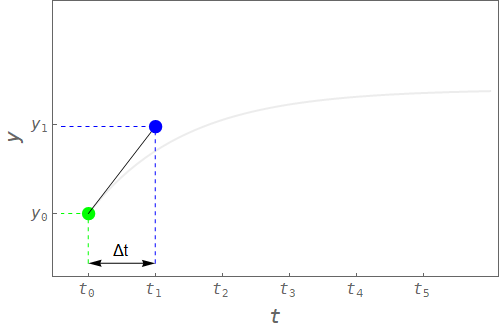 y₁
y
y₀
Δt
t₀ t₁ t₂ t₃ t₄ t₅
t